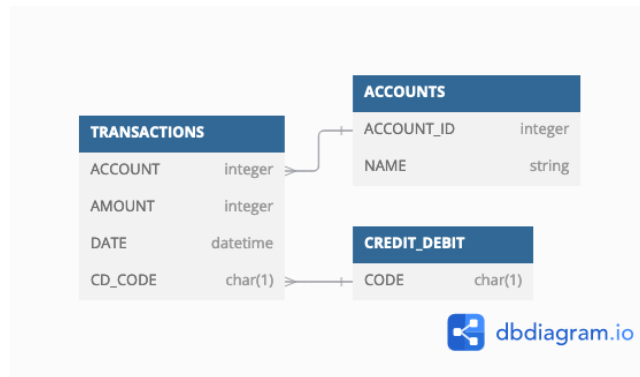 TRANSACTIONS
ACCOUNT integer
AMOUNT integer
DATE datetime
CD_CODE char(1)
ACCOUNTS
ACCOUNT_ID integer
NAME string
CREDIT_DEBIT
CODE char(1)
dbdiagram.io